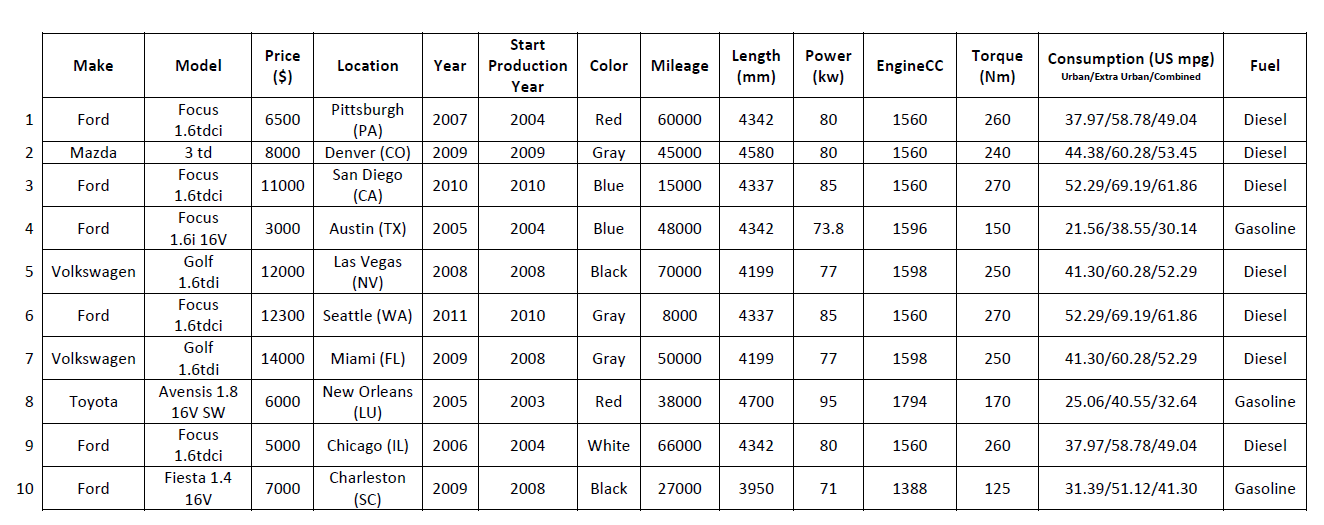 Make Model Price ($) Location Year Start Production Year Color Mileage Length (mm) Power (kw) EngineCC Torque (Nm) Consumption (US mpg) Urban/Extra Urban/Combined Fuel
1 Ford Focus 1.6tdci 6500 Pittsburgh (PA) 2007 2004 Red 60000 4342 80 1560 260 37.97/58.78/49.04 Diesel
2 Mazda 3 td 8000 Denver (CO) 2009 2009 Gray 45000 4580 80 1560 240 44.38/60.28/53.45 Diesel
3 Ford Focus 1.6tdci 11000 San Diego (CA) 2010 2010 Blue 15000 4337 85 1560 270 52.29/69.19/61.86 Diesel
4 Ford Focus 1.6i 16V 3000 Austin (TX) 2005 2004 Blue 48000 4342 73.8 1596 150 21.56/38.55/30.14 Gasoline
5 Volkswagen Golf 1.6tdi 12000 Las Vegas (NV) 2008 2008 Black 70000 4199 77 1598 250 41.30/60.28/52.29 Diesel
6 Ford Focus 1.6tdci 12300 Seattle (WA) 2011 2010 Gray 8000 4337 85 1560 270 52.29/69.19/61.86 Diesel
7 Volkswagen Golf 1.6tdi 14000 Miami (FL) 2009 2008 Gray 50000 4199 77 1598 250 41.30/60.28/52.29 Diesel
8 Toyota Avensis 1.8 16V SW 6000 New Orleans (LU) 2005 2003 Red 38000 4700 95 1794 170 25.06/40.55/32.64 Gasoline
9 Ford Focus 1.6tdci 5000 Chicago (IL) 2006 2004 White 66000 4342 80 1560 260 37.97/58.78/49.04 Diesel
10 Ford Fiesta 1.4 16V 7000 Charleston (SC) 2009 2008 Black 27000 3950 71 1388 125 31.39/51.12/41.30 Gasoline